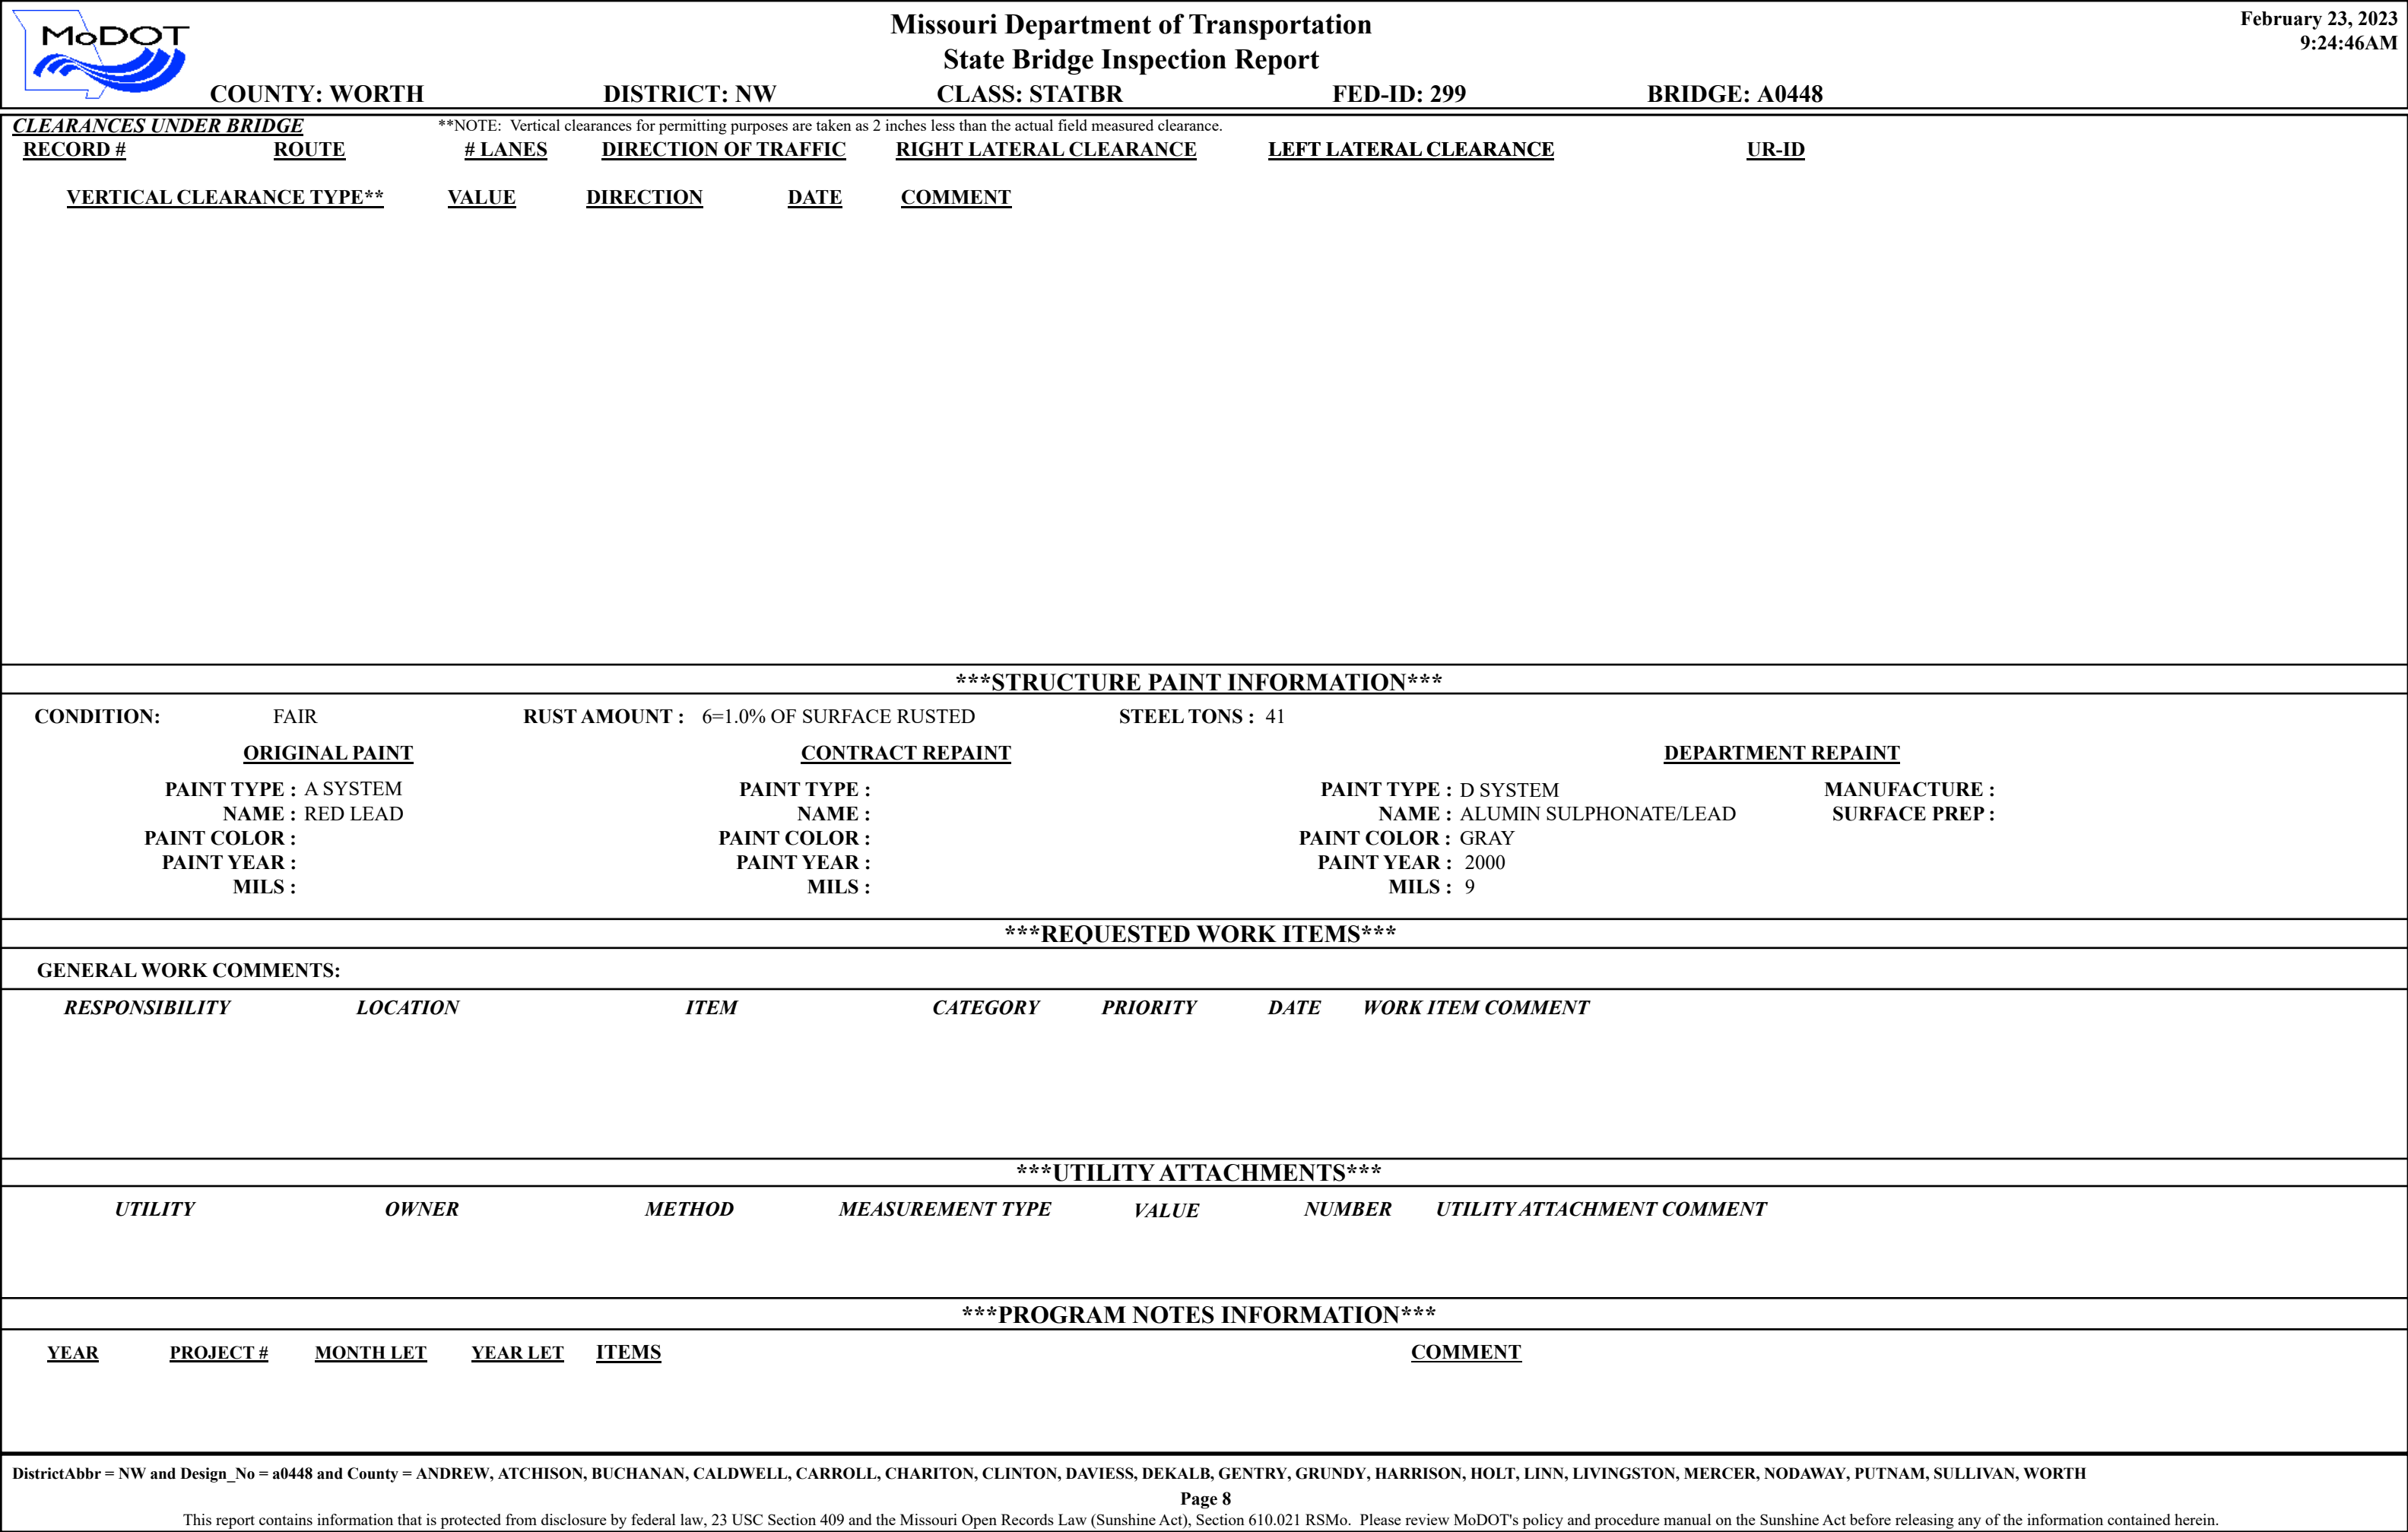 MoDOT
Missouri Department of Transportation
State Bridge Inspection Report
February 23, 2023
9:24:46AM
COUNTY: WORTH DISTRICT: NW CLASS: STATBR FED-ID: 299 BRIDGE: A0448
CLEARANCES UNDER BRIDGE **NOTE: Vertical clearances for permitting purposes are taken as 2 inches less than the actual field measured clearance.
RECORD # ROUTE # LANES DIRECTION OF TRAFFIC RIGHT LATERAL CLEARANCE LEFT LATERAL CLEARANCE UR-ID
VERTICAL CLEARANCE TYPE** VALUE DIRECTION DATE COMMENT
***STRUCTURE PAINT INFORMATION***
CONDITION: FAIR RUST AMOUNT : 6=1.0% OF SURFACE RUSTED STEEL TONS : 41
ORIGINAL PAINT CONTRACT REPAINT DEPARTMENT REPAINT
PAINT TYPE : A SYSTEM PAINT TYPE : PAINT TYPE : D SYSTEM MANUFACTURE :
NAME : RED LEAD NAME : NAME : ALUMIN SULPHONATE/LEAD SURFACE PREP :
PAINT COLOR : PAINT COLOR : PAINT COLOR : GRAY
PAINT YEAR : PAINT YEAR : PAINT YEAR : 2000
MILS : MILS : MILS : 9
***REQUESTED WORK ITEMS***
GENERAL WORK COMMENTS:
RESPONSIBILITY LOCATION ITEM CATEGORY PRIORITY DATE WORK ITEM COMMENT
***UTILITY ATTACHMENTS***
UTILITY OWNER METHOD MEASUREMENT TYPE VALUE NUMBER UTILITY ATTACHMENT COMMENT
***PROGRAM NOTES INFORMATION***
YEAR PROJECT # MONTH LET YEAR LET ITEMS COMMENT
DistrictAbbr = NW and Design_No = a0448 and County = ANDREW, ATCHISON, BUCHANAN, CALDWELL, CARROLL, CHARITON, CLINTON, DAVIESS, DEKALB, GENTRY, GRUNDY, HARRISON, HOLT, LINN, LIVINGSTON, MERCER, NODAWAY, PUTNAM, SULLIVAN, WORTH
Page 8
This report contains information that is protected from disclosure by federal law, 23 USC Section 409 and the Missouri Open Records Law (Sunshine Act), Section 610.021 RSMo. Please review MoDOT's policy and procedure manual on the Sunshine Act before releasing any of the information contained herein.